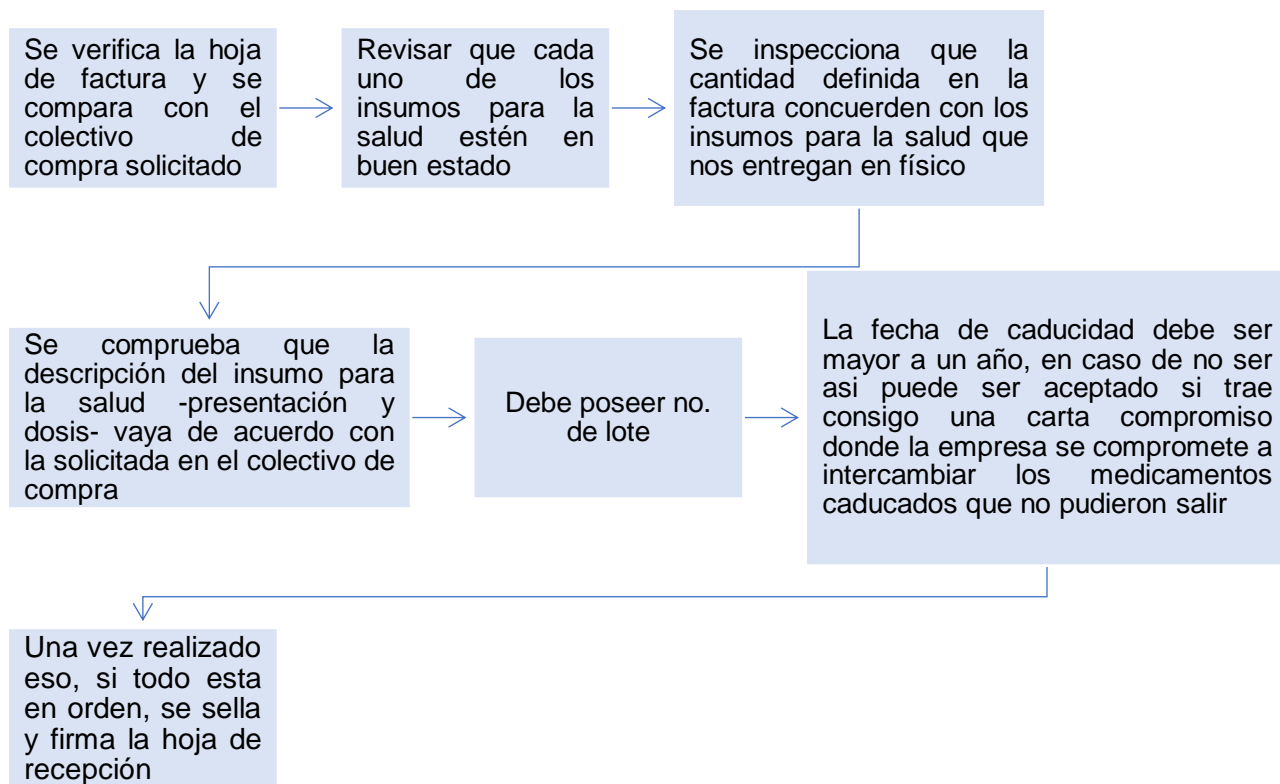 Se verifica la hoja
de factura y se
compara con el
colectivo de
compra solicitado
Revisar que cada
uno de los
insumos para la
salud estén en
buen estado
Se inspecciona que la
cantidad definida en la
factura concuerden con los
insumos para la salud que
nos entregan en físico
Se comprueba que la
descripción del insumo para
la salud -presentación y
dosis- vaya de acuerdo con
la solicitada en el colectivo de
compra
Debe poseer no.
de lote
La fecha de caducidad debe ser
mayor a un año, en caso de no ser
asi puede ser aceptado si trae
consigo una carta compromiso
donde la empresa se compromete a
intercambiar los medicamentos
caducados que no pudieron salir
Una vez realizado
eso, si todo esta
en orden, se sella
y firma la hoja de
recepción